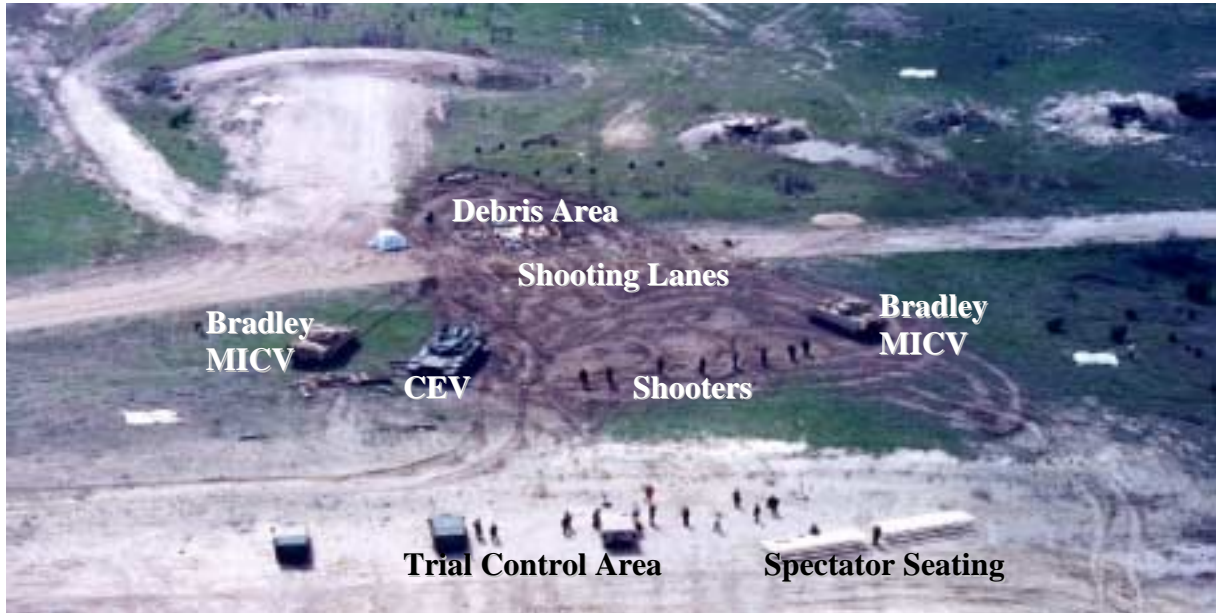 Debris Area
Shooting Lanes
Bradley
MICV
Bradley
MICV
CEV
Shooters
Trial Control Area
Spectator Seating